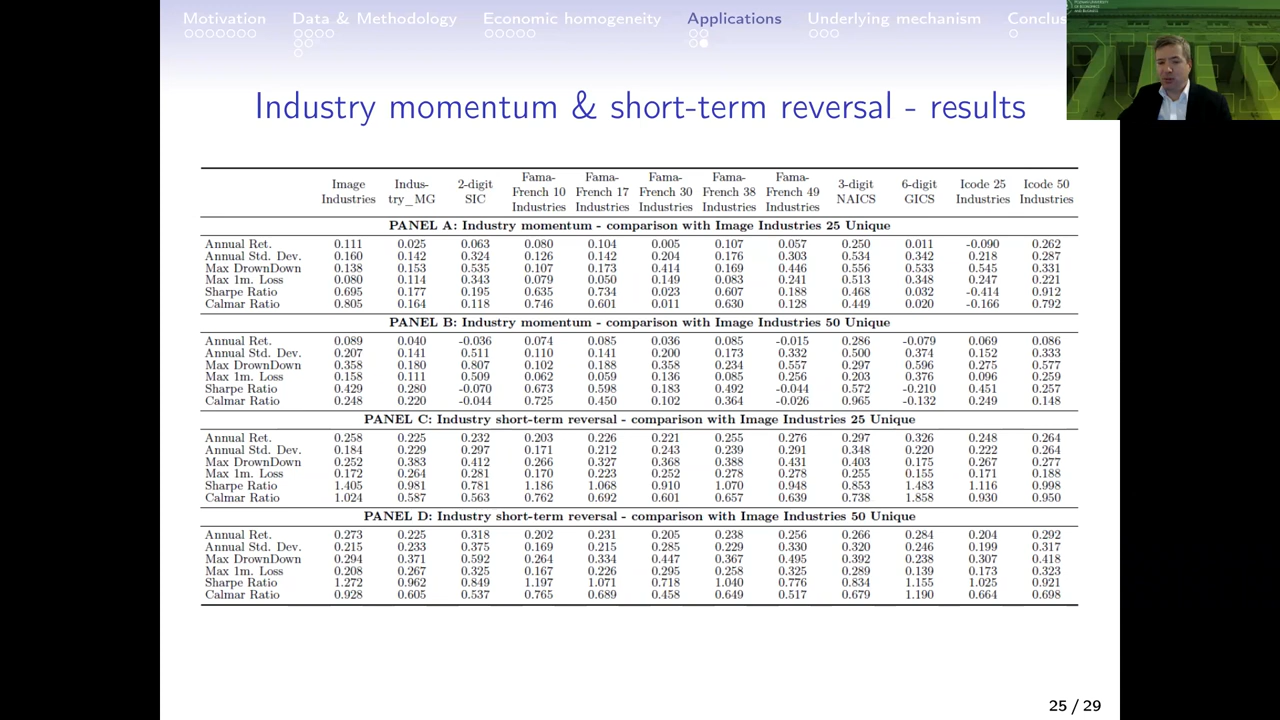 Motivation Data & Methodology Economic homogeneity Applications Underlying mechanism Conclus
Industry momentum & short-term reversal - results
Image Industries Indus-try_MG 2-digit SIC Fama-French 10 Industries Fama-French 17 Industries Fama-French 30 Industries Fama-French 38 Industries Fama-French 49 Industries 3-digit NAICS 6-digit GICS Icode 25 Industries Icode 50 Industries
PANEL A: Industry momentum - comparison with Image Industries 25 Unique
Annual Ret. 0.111 0.025 0.063 0.080 0.104 0.005 0.107 0.057 0.250 0.011 -0.090 0.262
Annual Std. Dev. 0.160 0.142 0.324 0.126 0.142 0.204 0.176 0.303 0.534 0.342 0.218 0.287
Max DrownDown 0.138 0.153 0.535 0.107 0.173 0.414 0.169 0.446 0.556 0.533 0.545 0.331
Max 1m. Loss 0.080 0.114 0.343 0.079 0.050 0.149 0.083 0.241 0.513 0.348 0.247 0.221
Sharpe Ratio 0.695 0.177 0.195 0.635 0.734 0.023 0.607 0.188 0.468 0.032 -0.414 0.912
Calmar Ratio 0.805 0.164 0.118 0.746 0.601 0.011 0.630 0.128 0.449 0.020 -0.166 0.792
PANEL B: Industry momentum - comparison with Image Industries 50 Unique
Annual Ret. 0.089 0.040 -0.036 0.074 0.085 0.036 0.085 -0.015 0.286 -0.079 0.069 0.086
Annual Std. Dev. 0.207 0.141 0.511 0.110 0.141 0.200 0.173 0.332 0.500 0.374 0.152 0.333
Max DrownDown 0.358 0.180 0.807 0.102 0.188 0.358 0.234 0.557 0.297 0.596 0.275 0.577
Max 1m. Loss 0.158 0.111 0.509 0.062 0.059 0.136 0.085 0.256 0.203 0.376 0.096 0.259
Sharpe Ratio 0.429 0.280 -0.070 0.673 0.598 0.183 0.492 -0.044 0.572 -0.210 0.451 0.257
Calmar Ratio 0.248 0.220 -0.044 0.725 0.450 0.102 0.364 -0.026 0.965 -0.132 0.249 0.148
PANEL C: Industry short-term reversal - comparison with Image Industries 25 Unique
Annual Ret. 0.258 0.225 0.232 0.203 0.226 0.221 0.255 0.276 0.297 0.326 0.248 0.264
Annual Std. Dev. 0.184 0.229 0.297 0.171 0.212 0.243 0.239 0.291 0.348 0.220 0.222 0.264
Max DrownDown 0.252 0.383 0.412 0.266 0.327 0.368 0.388 0.431 0.403 0.175 0.267 0.277
Max 1m. Loss 0.172 0.264 0.281 0.170 0.223 0.252 0.278 0.278 0.255 0.155 0.171 0.188
Sharpe Ratio 1.405 0.981 0.781 1.186 1.068 0.910 1.070 0.948 0.853 1.483 1.116 0.998
Calmar Ratio 1.024 0.587 0.563 0.762 0.692 0.601 0.657 0.639 0.738 1.858 0.930 0.950
PANEL D: Industry short-term reversal - comparison with Image Industries 50 Unique
Annual Ret. 0.273 0.225 0.318 0.202 0.231 0.205 0.238 0.256 0.266 0.284 0.204 0.292
Annual Std. Dev. 0.215 0.233 0.375 0.169 0.215 0.285 0.229 0.330 0.320 0.246 0.199 0.317
Max DrownDown 0.294 0.371 0.592 0.264 0.334 0.447 0.367 0.495 0.392 0.238 0.307 0.418
Max 1m. Loss 0.208 0.267 0.325 0.167 0.226 0.295 0.258 0.325 0.289 0.139 0.173 0.323
Sharpe Ratio 1.272 0.962 0.849 1.197 1.071 0.718 1.040 0.776 0.834 1.155 1.025 0.921
Calmar Ratio 0.928 0.605 0.537 0.765 0.689 0.458 0.649 0.517 0.679 1.190 0.664 0.698
25 / 29